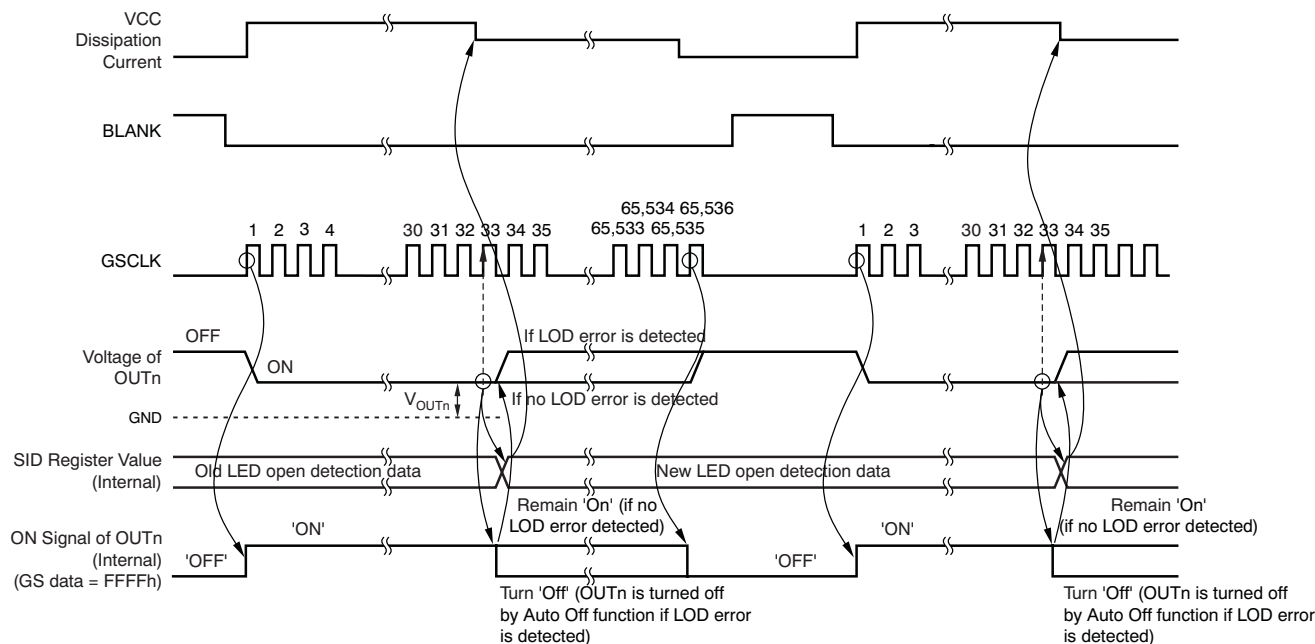 VCC
Dissipation
Current
BLANK
65,534 65,536
1 2 3 4 30 31 32 33 34 35 65,533 65,535 1 2 3 30 31 32 33 34 35
GSCLK
OFF
If LOD error is detected
Voltage of
OUTn
ON
VOUTn
If no LOD error is detected
GND
SID Register Value
(Internal)
Old LED open detection data
New LED open detection data
Remain 'On' (if no
LOD error detected)
Remain 'On'
(if no LOD error detected)
ON Signal of OUTn
(Internal)
(GS data = FFFFh)
'OFF'
'ON'
'OFF'
'ON'
Turn 'Off' (OUTn is turned off
by Auto Off function if LOD error
is detected)
Turn 'Off' (OUTn is turned off
by Auto Off function if LOD error
is detected)